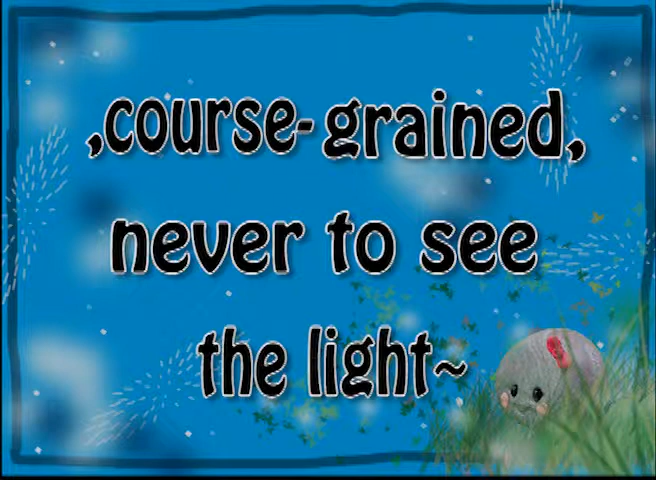 ,course-grained,
never to see
the light~